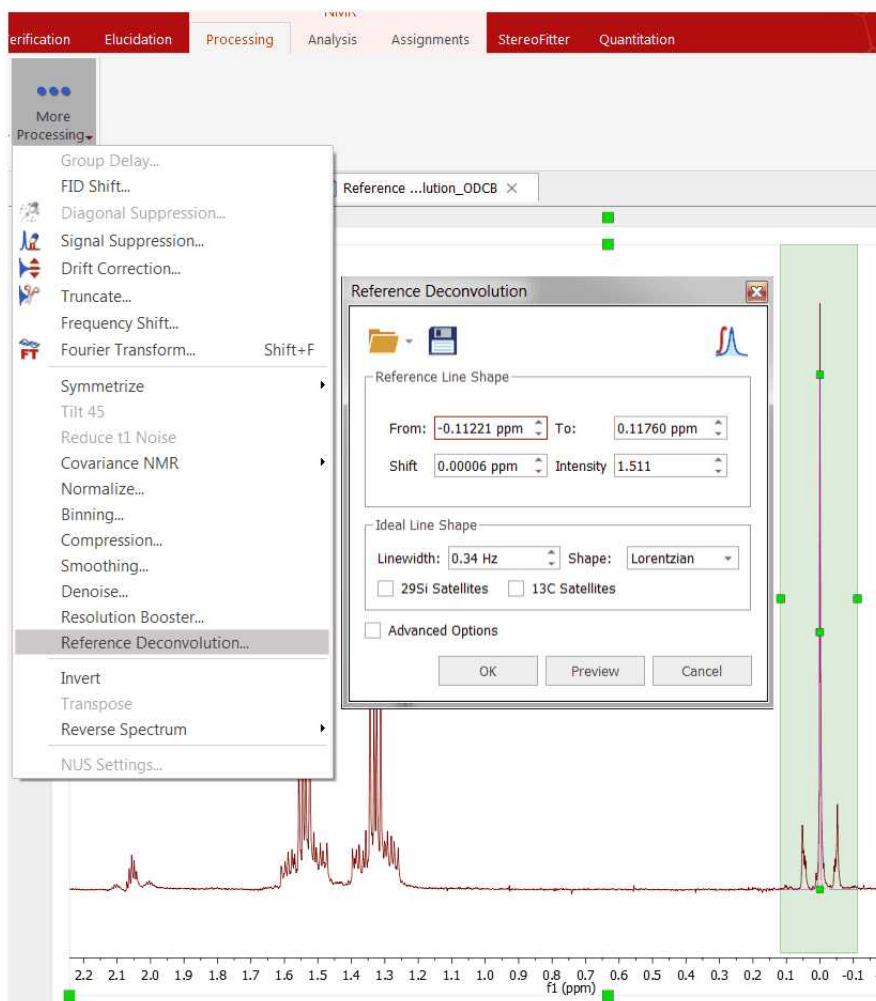 NMR
erification Elucidation Processing Analysis Assignments StereoFitter Quantitation
More
Processing
Group Delay...
FID Shift...
Reference ...lution_ODCB
Diagonal Suppression...
Signal Suppression...
Drift Correction...
Truncate...
Frequency Shift...
FT Fourier Transform... Shift+F
Symmetrize
Tilt 45
Reduce t1 Noise
Covariance NMR
Normalize...
Binning...
Compression...
Smoothing...
Denoise...
Resolution Booster...
Reference Deconvolution...
Invert
Transpose
Reverse Spectrum
NUS Settings...
Reference Deconvolution
Reference Line Shape
From: -0.11221 ppm To: 0.11760 ppm
Shift 0.00006 ppm Intensity 1.511
Ideal Line Shape
Linewidth: 0.34 Hz Shape: Lorentzian
29Si Satellites 13C Satellites
Advanced Options
OK Preview Cancel
2.2 2.1 2.0 1.9 1.8 1.7 1.6 1.5 1.4 1.3 1.2 1.1 1.0 0.9 0.8 0.7 0.6 0.5 0.4 0.3 0.2 0.1 0.0 -0.1
f1 (ppm)